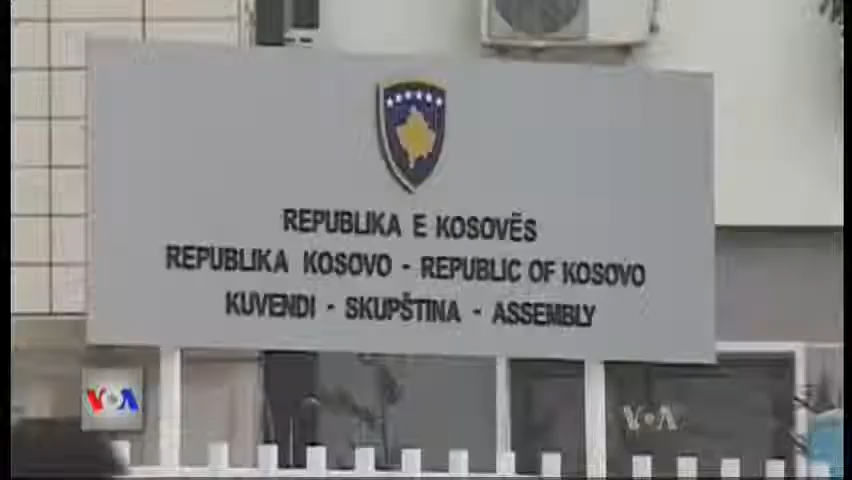 REPUBLIKA E KOSOVËS
REPUBLIKA KOSOVO - REPUBLIC OF KOSOVO
KUVENDI - SKUPŠTINA - ASSEMBLY
VOA
VOA